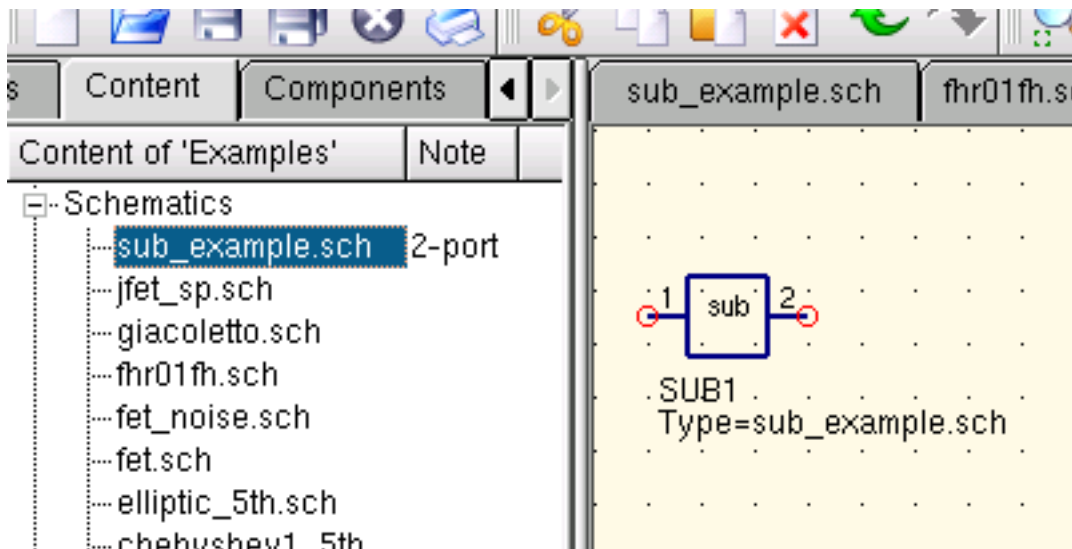 s Content Components
Content of 'Examples' Note
Schematics
sub_example.sch 2-port
jfet_sp.sch
giacoletto.sch
fhr01fh.sch
fet_noise.sch
fet.sch
elliptic_5th.sch
chebyshev1_5th
sub_example.sch fhr01fh.s
1 sub 2
SUB1
Type=sub_example.sch